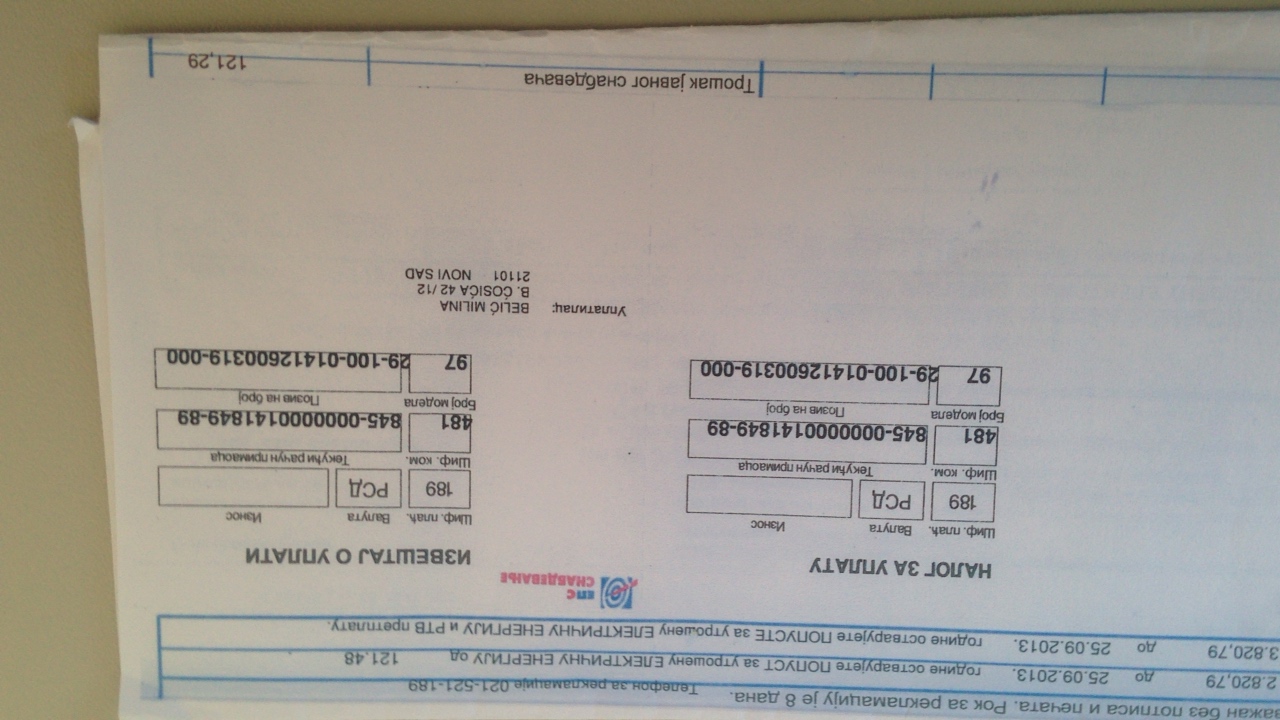 важан без потписа и печата. Рок за рекламацију је 8 дана. Телефон за рекламације 021-521-189
2.820,79 до 25.09.2013. године остварујете ПОПУСТ за утрошену ЕЛЕКТРИЧНУ ЕНЕРГИЈУ од 121.48
3.820,79 до 25.09.2013. године остварујете ПОПУСТЕ за утрошену ЕЛЕКТРИЧНУ ЕНЕРГИЈУ и РТВ претплату.
ЕПС
СНАБДЕВАЊЕ
НАЛОГ ЗА УПЛАТУ
Шиф. плаћ. Валута Износ
189 РСД
Шиф. ком. Текући рачун примаоца
481 845-0000000141849-89
Број модела Позив на број
97 29-100-01412600319-000
ИЗВЕШТАЈ О УПЛАТИ
Шиф. плаћ. Валута Износ
189 РСД
Шиф. ком. Текући рачун примаоца
481 845-0000000141849-89
Број модела Позив на број
97 29-100-01412600319-000
Уплатилац: BELIĆ MILINA
B. ĆOSIĆA 42 /12
21101 NOVI SAD
Трошак јавног снабдевача 121,29